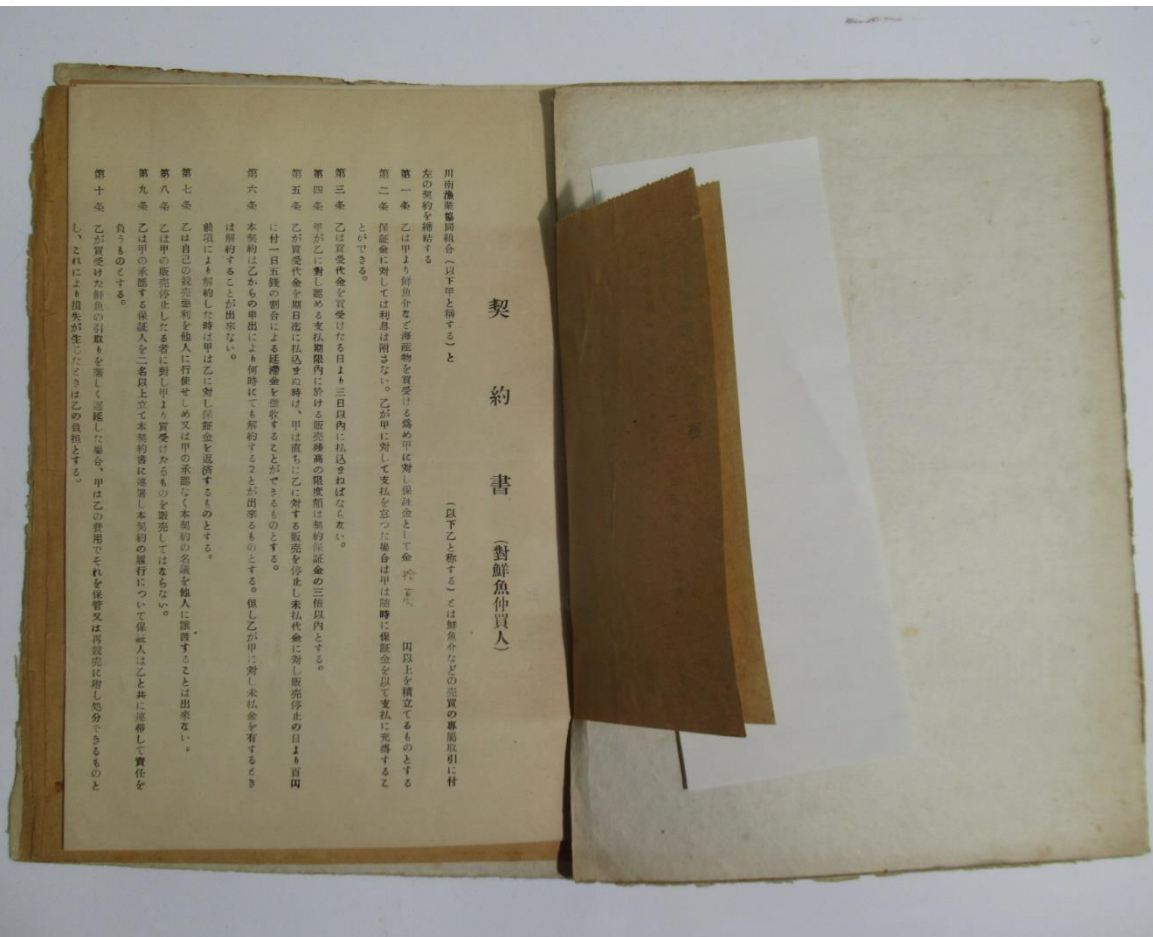 契約書 (對鮮魚仲買人)
川南漁業協同組合(以下甲と稱する)と (以下乙と称する)とは鮮魚介などの売買の專属取引に付
左の契約を締結する
第一条 乙は甲より鮮魚介など海産物を買受ける爲め甲に対し保証金として金 円以上を積立てるものとする
第二条 保証金に対しては利息は附さない。乙が甲に対して支払を怠つた場合は甲は随時に保証金を以て支払に充当するこ
とができる。
第三条 乙は買受代金を買受けたる日より三日以内に払込まねばならない。
第四条 甲が乙に對し認める支払期限内に於ける販売残高の限度額は契約保証金の三倍以内とする。
第五条 乙が買受代金を期日迄に払込まぬ時は、甲は直ちに乙に対する販売を停止し未払代金に対し販売停止の日より百円
に付一日五銭の割合による延滯金を徴收することができるものとする。
第六条 本契約は乙からの申出により何時にても解約することが出來るものとする。但し乙が甲に対し未払金を有するとき
は解約することが出來ない。
前項により解約した時は甲は乙に対し保証金を返済するものとする。
第七条 乙は自己の競売権利を他人に行使せしめ又は甲の承認なく本契約の名義を他人に譲渡することは出來ない。
第八条 乙は甲の販売停止したる者に對し甲より買受けたるものを販売してはならない。
第九条 乙は甲の承認する保証人を二名以上立て本契約書に連署し本契約の履行について保証人は乙と共に連帶して責任を
負うものとする。
第十条 乙が買受けた鮮魚の引取りを著しく遅延した場合、甲は乙の費用でそれを保管又は再競売に附し処分できるものと
し、これにより損失が生じたときは乙の負担とする。